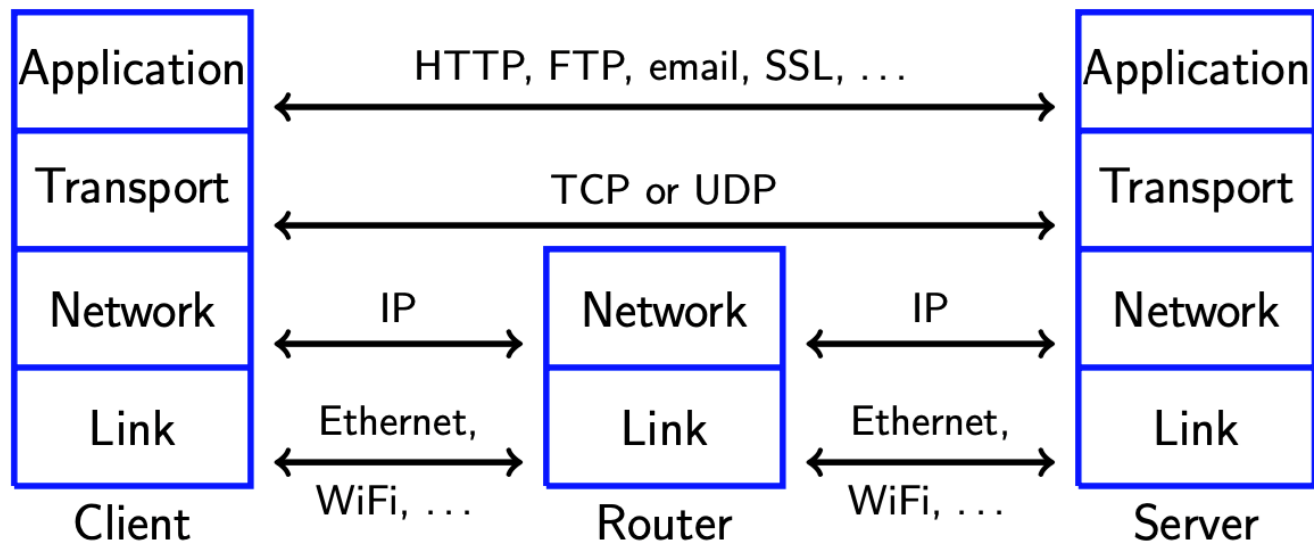 Application HTTP, FTP, email, SSL, ... Application
Transport TCP or UDP Transport
Network IP Network IP Network
Link Ethernet, Link Ethernet, Link
WiFi, ... WiFi, ...
Client Router Server